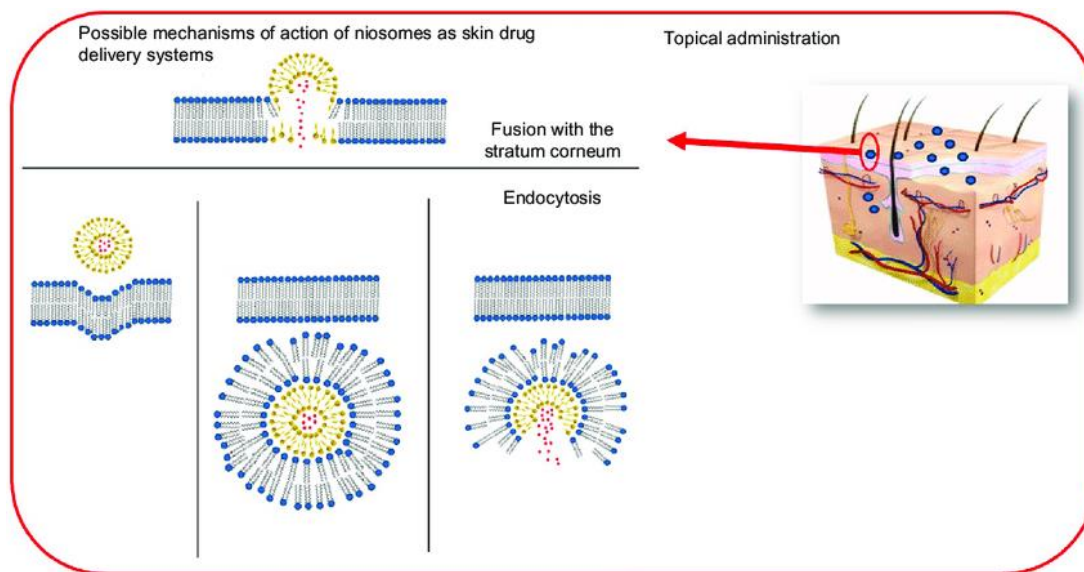 Possible mechanisms of action of niosomes as skin drug
delivery systems
Topical administration
Fusion with the
stratum corneum
Endocytosis